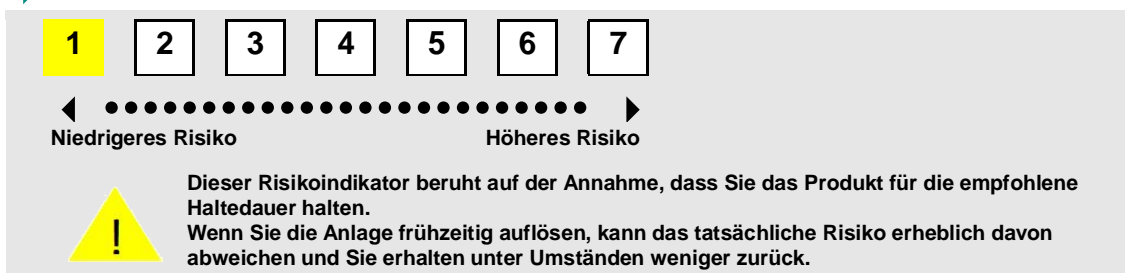 1 2 3 4 5 6 7
Niedrigeres Risiko Höheres Risiko
Dieser Risikoindikator beruht auf der Annahme, dass Sie das Produkt für die empfohlene
Haltedauer halten.
! Wenn Sie die Anlage frühzeitig auflösen, kann das tatsächliche Risiko erheblich davon
abweichen und Sie erhalten unter Umständen weniger zurück.